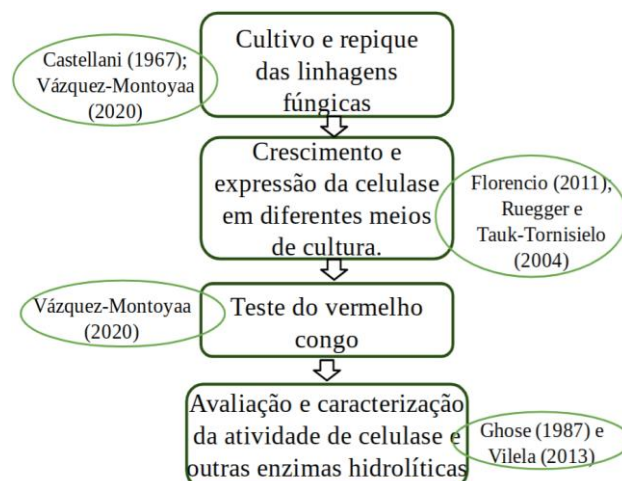 Castellani (1967);
Vázquez-Montoyaa
(2020)
Cultivo e repique
das linhagens
fúngicas
Crescimento e
expressão da celulase
em diferentes meios
de cultura.
Florencio (2011);
Ruegger e
Tauk-Tornisielo
(2004)
Vázquez-Montoyaa
(2020)
Teste do vermelho
congo
Avaliação e caracterização
da atividade de celulase e
outras enzimas hidrolíticas
Ghose (1987) e
Vilela (2013)